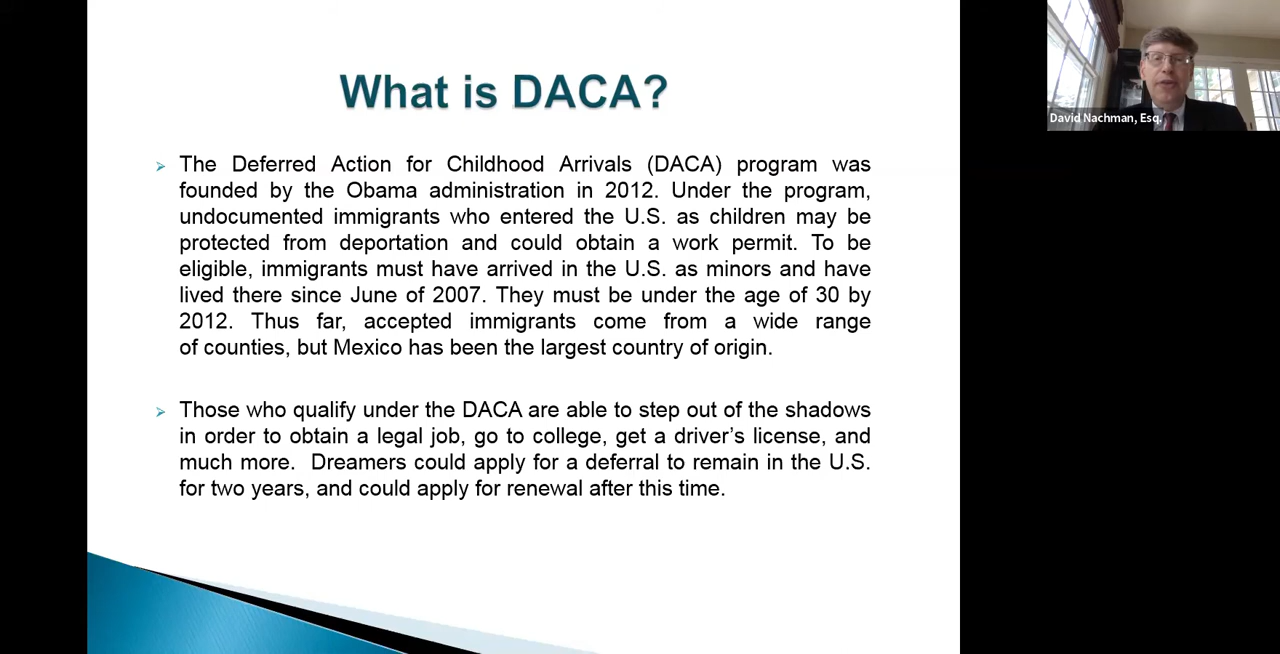 What is DACA?
The Deferred Action for Childhood Arrivals (DACA) program was
founded by the Obama administration in 2012. Under the program,
undocumented immigrants who entered the U.S. as children may be
protected from deportation and could obtain a work permit. To be
eligible, immigrants must have arrived in the U.S. as minors and have
lived there since June of 2007. They must be under the age of 30 by
2012. Thus far, accepted immigrants come from a wide range
of counties, but Mexico has been the largest country of origin.
Those who qualify under the DACA are able to step out of the shadows
in order to obtain a legal job, go to college, get a driver’s license, and
much more. Dreamers could apply for a deferral to remain in the U.S.
for two years, and could apply for renewal after this time.
David Nachman, Esq.